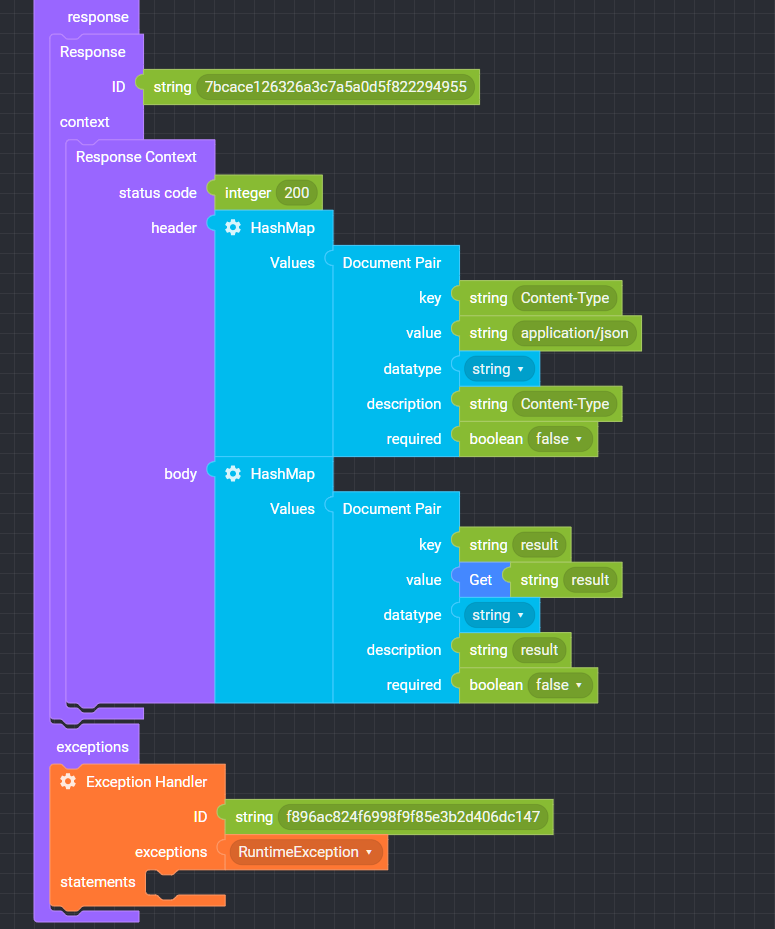 response
Response
ID string 7bcace126326a3c7a5a0d5f822294955
context
Response Context
status code integer 200
header HashMap
Values Document Pair
key string Content-Type
value string application/json
datatype string
description string Content-Type
required boolean false
body HashMap
Values Document Pair
key string result
value Get string result
datatype string
description string result
required boolean false
exceptions
Exception Handler
ID string f896ac824f6998f9f85e3b2d406dc147
exceptions RuntimeException
statements